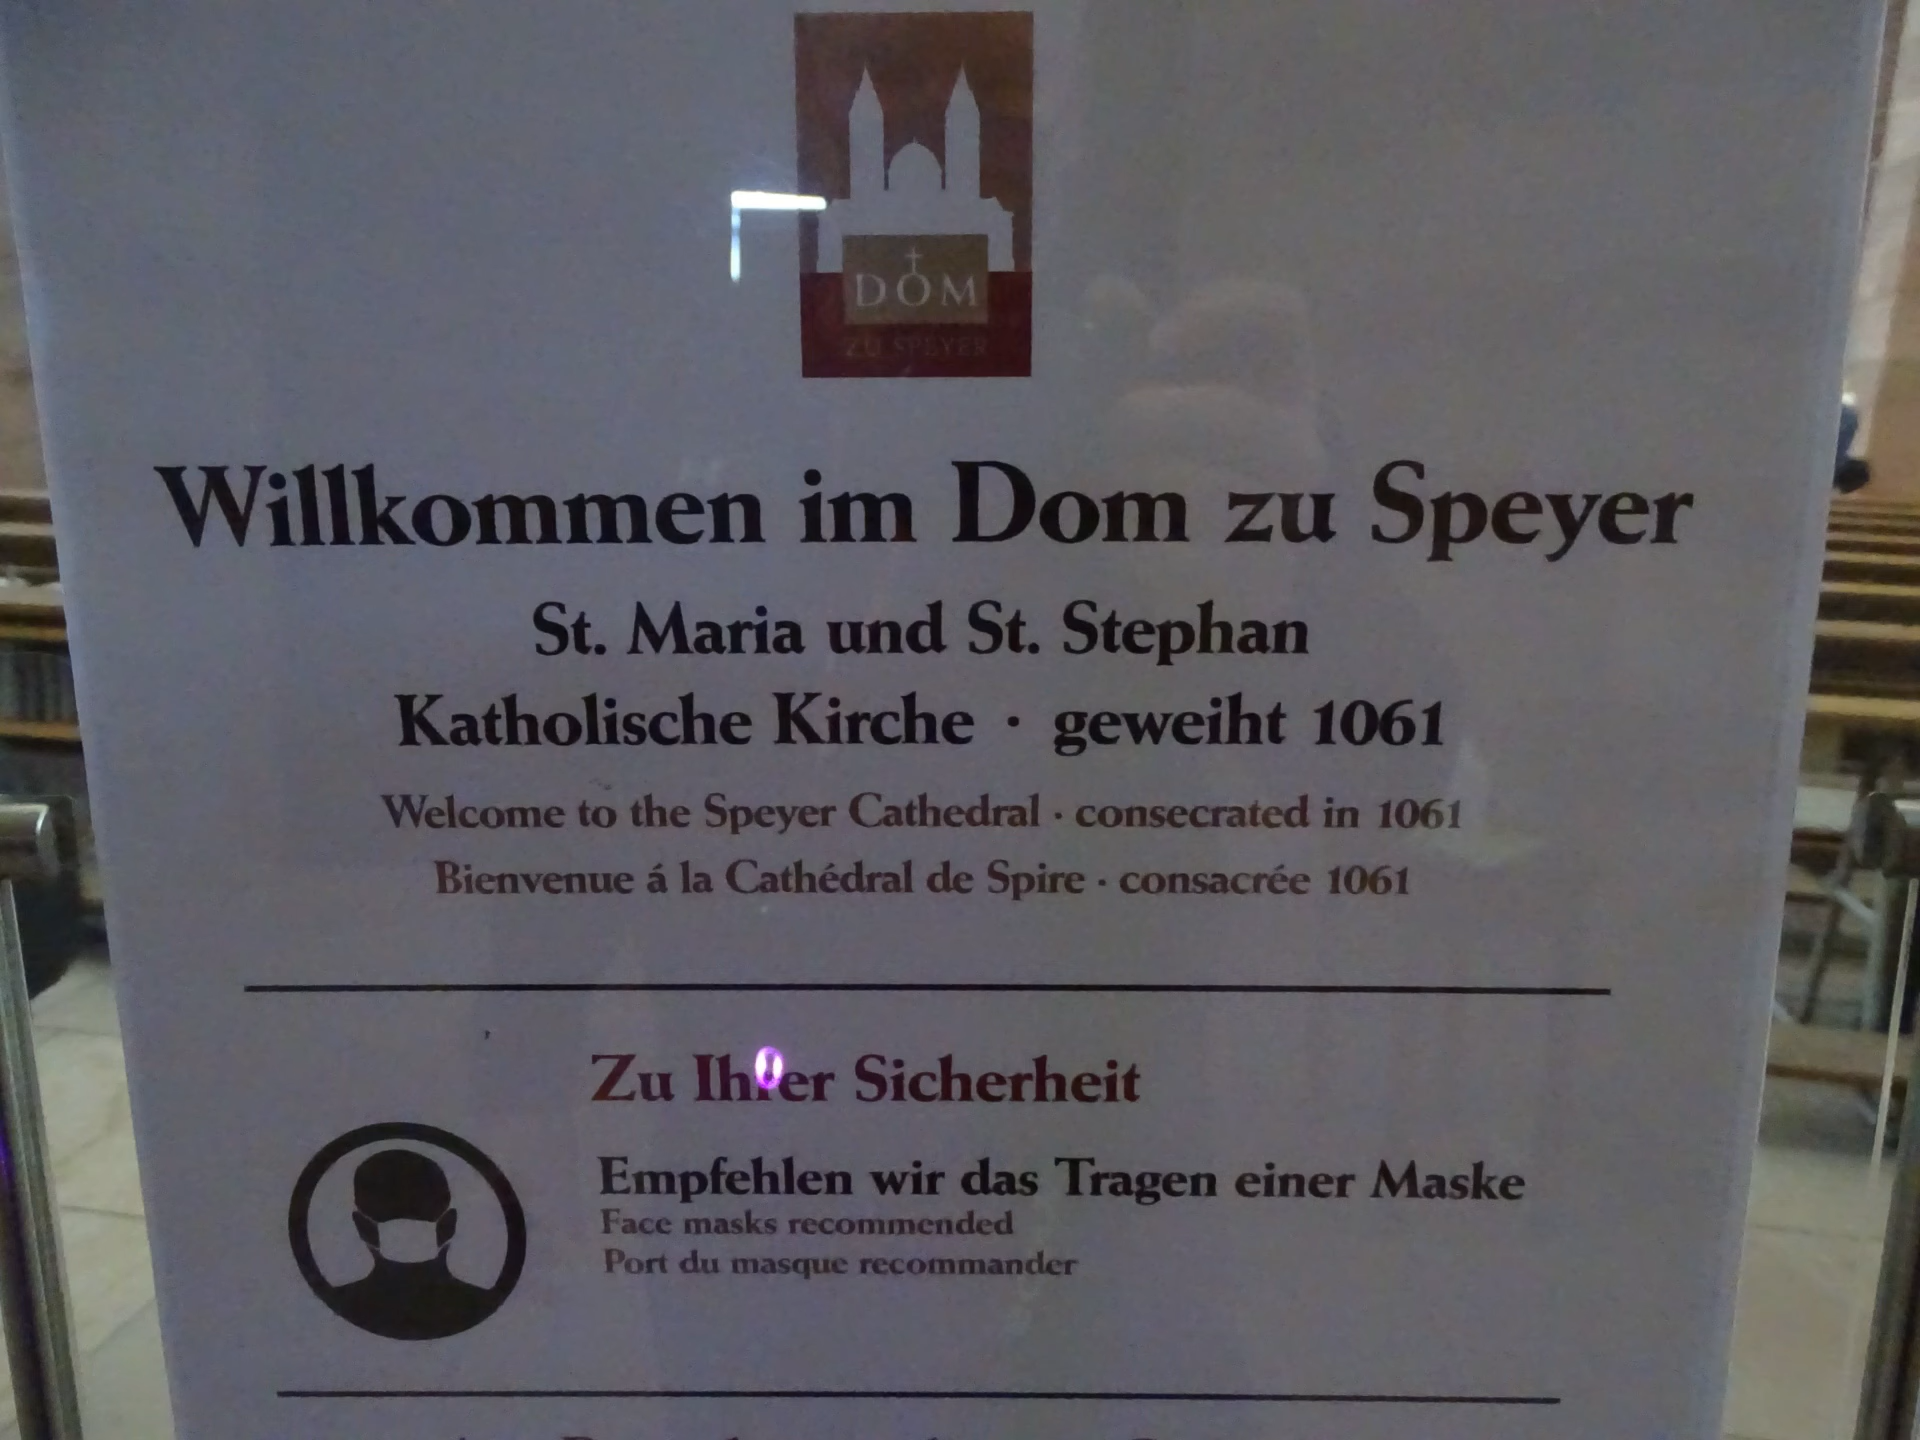 DOM
ZU SPEYER
Willkommen im Dom zu Speyer
St. Maria und St. Stephan
Katholische Kirche · geweiht 1061
Welcome to the Speyer Cathedral · consecrated in 1061
Bienvenue á la Cathédral de Spire · consacrée 1061
Zu Ihrer Sicherheit
Empfehlen wir das Tragen einer Maske
Face masks recommended
Port du masque recommander